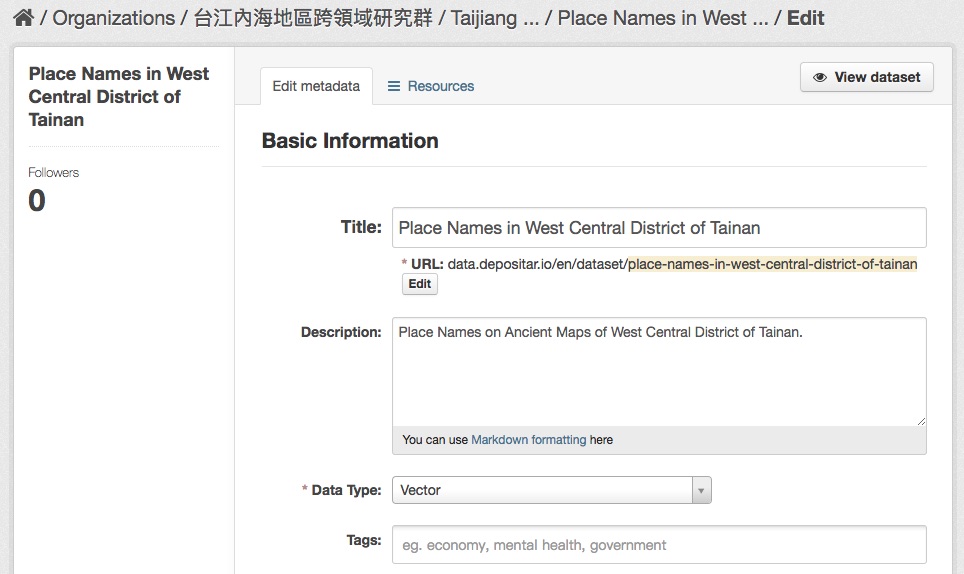 / Organizations / 台江內海地區跨領域研究群 / Taijiang ... / Place Names in West ... / Edit
Place Names in West
Central District of
Tainan
Followers
0
Edit metadata
Resources
View dataset
Basic Information
Title:
Place Names in West Central District of Tainan
* URL: data.depositar.io/en/dataset/place-names-in-west-central-district-of-tainan
Edit
Description:
Place Names on Ancient Maps of West Central District of Tainan.
You can use Markdown formatting here
* Data Type:
Vector
Tags:
eg. economy, mental health, government